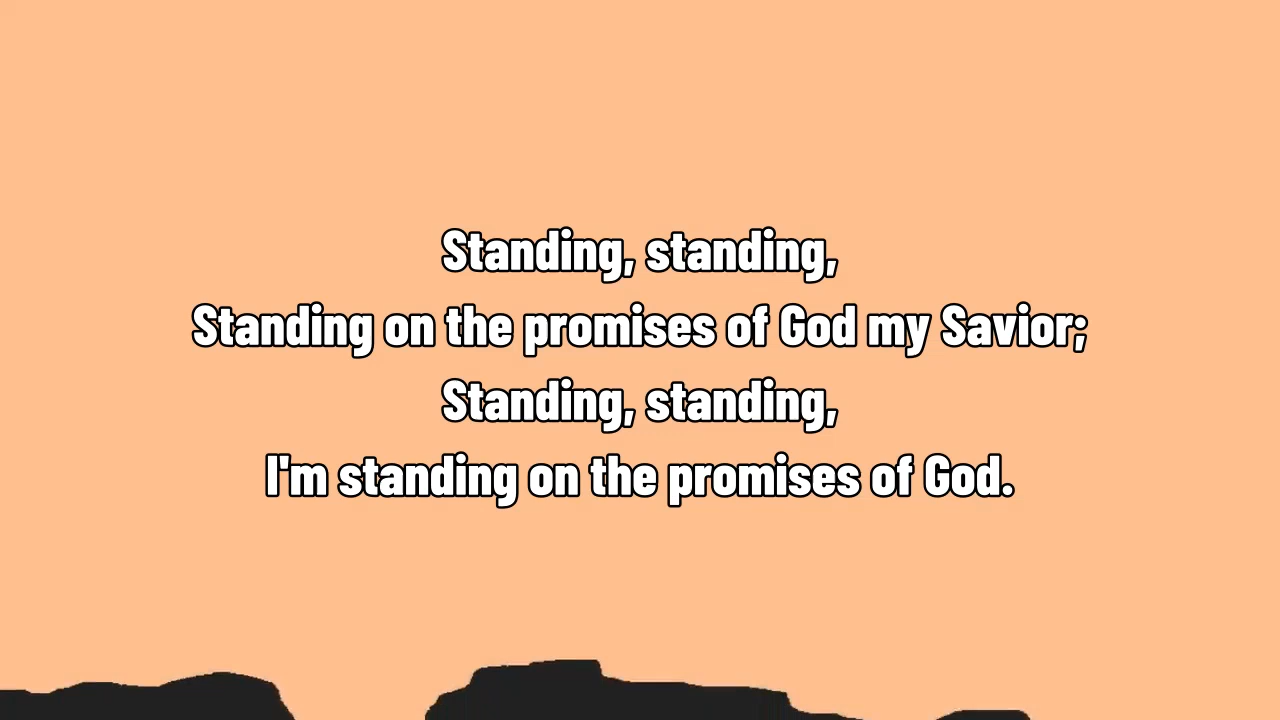 Standing, standing,
Standing on the promises of God my Savior;
Standing, standing,
I'm standing on the promises of God.